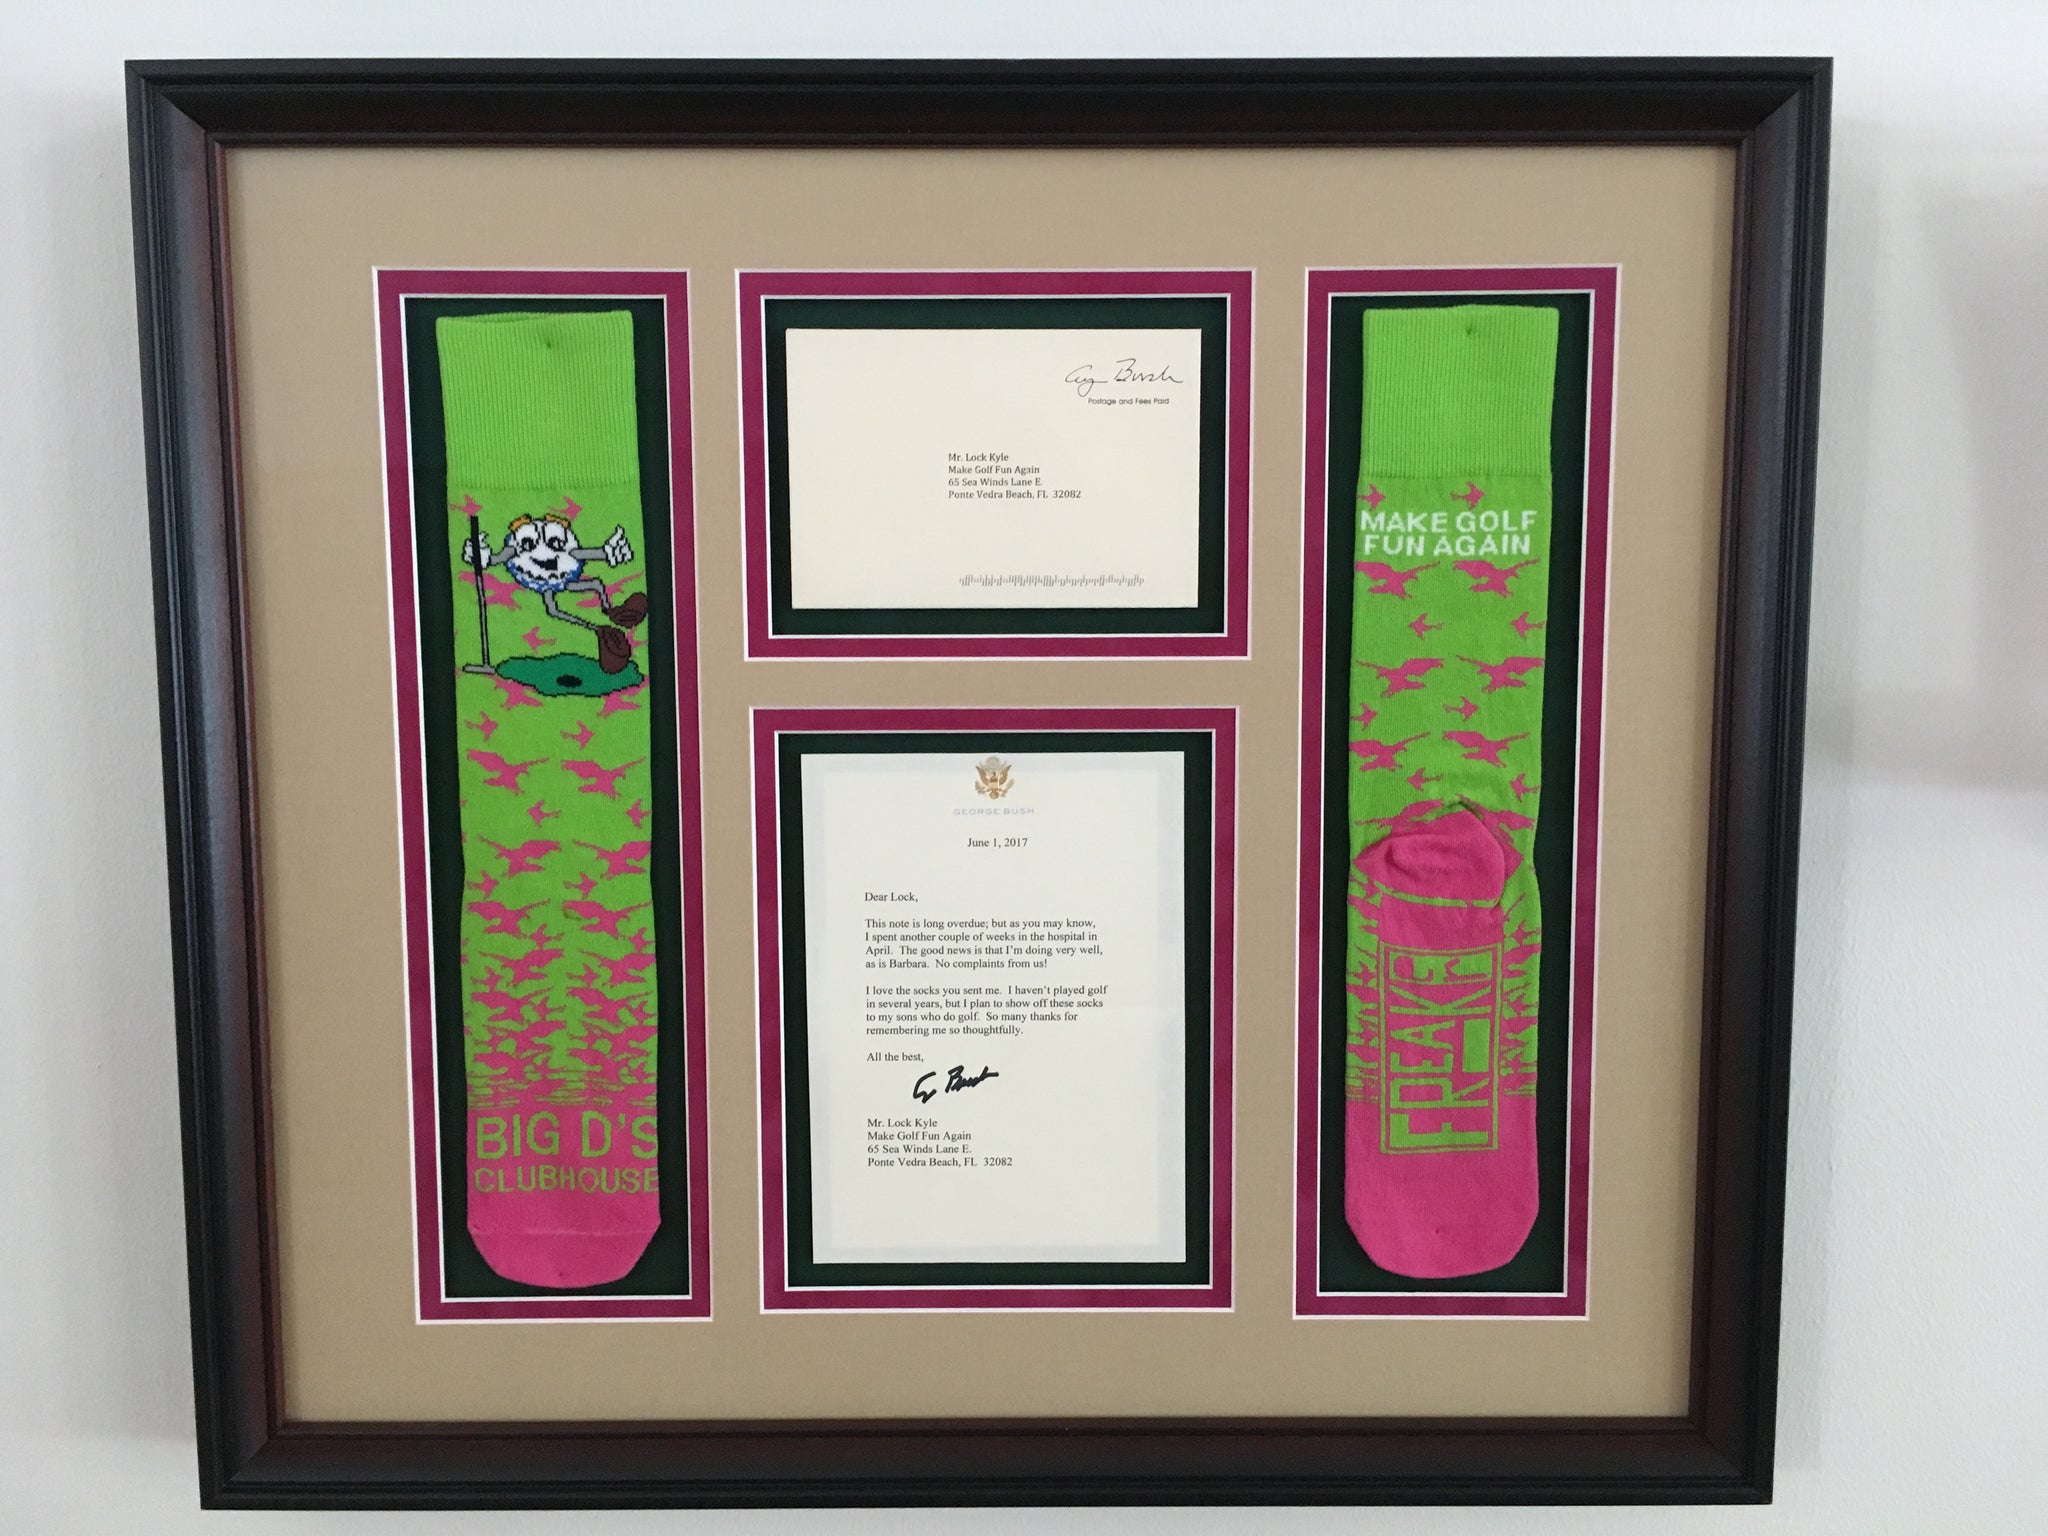 G Bush
Postage and Fees Paid
Mr. Lock Kyle
Make Golf Fun Again
65 Sea Winds Lane E.
Ponte Vedra Beach, FL 32082
BIG D'S
CLUBHOUSE
GEORGE BUSH
June 1, 2017
Dear Lock,
This note is long overdue; but as you may know,
I spent another couple of weeks in the hospital in
April. The good news is that I'm doing very well,
as is Barbara. No complaints from us!
I love the socks you sent me. I haven't played golf
in several years, but I plan to show off these socks
to my sons who do golf. So many thanks for
remembering me so thoughtfully.
All the best,
G Bush
Mr. Lock Kyle
Make Golf Fun Again
65 Sea Winds Lane E.
Ponte Vedra Beach, FL 32082
MAKE GOLF
FUN AGAIN
FREAKER